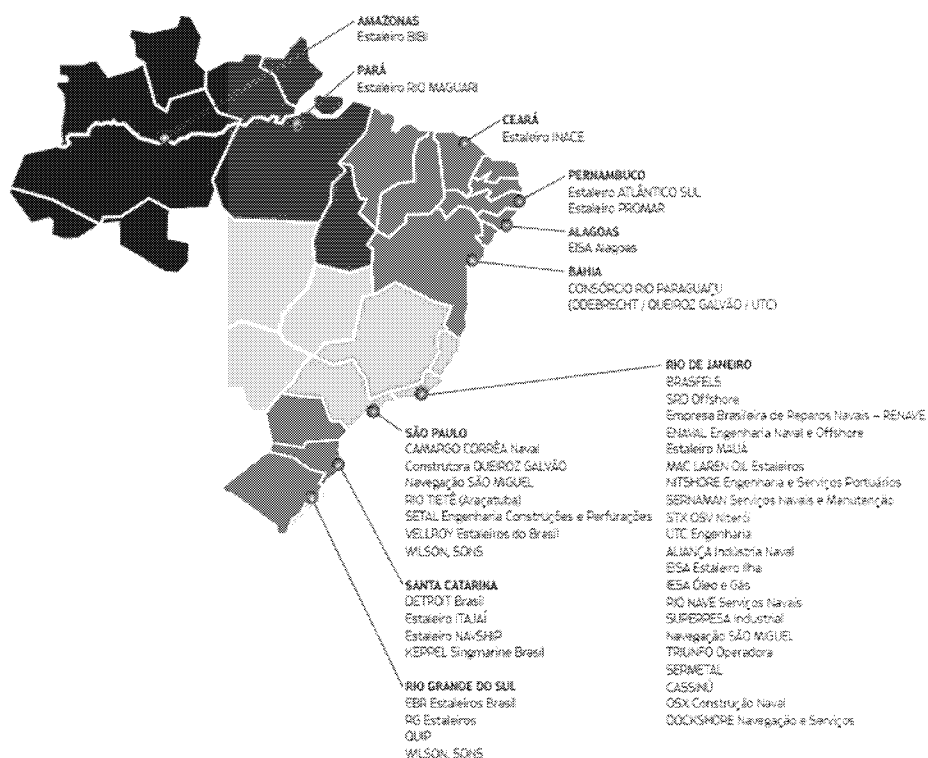 AMAZONAS
Estaleiro BIBI
PARÁ
Estaleiro RIO MAGUARI
CEARÁ
Estaleiro INACE
PERNAMBUCO
Estaleiro ATLÂNTICO SUL
Estaleiro PROMAR
ALAGOAS
EISA Alagoas
BAHIA
CONSÓRCIO RIO PARAGUAÇU
(ODEBRECHT / QUEIROZ GALVÃO / UTC)
RIO DE JANEIRO
BRASFELS
SRD Offshore
Empresa Brasileira de Reparos Navais – RENAVE
ENAVAL Engenharia Naval e Offshore
Estaleiro MAUÁ
MAC LAREN OIL Estaleiros
NITSHORE Engenharia e Serviços Portuários
SERNAMAN Serviços Navais e Manutenção
STX OSV Niterói
UTC Engenharia
ALIANÇA Indústria Naval
EISA Estaleiro Ilha
IESA Óleo e Gás
RIO NAVE Serviços Navais
SUPERPESA Industrial
Navegação SÃO MIGUEL
TRIUNFO Operadora
SERMETAL
CASSINÚ
OSX Construção Naval
DOCKSHORE Navegação e Serviços
SÃO PAULO
CAMARGO CORRÊA Naval
Construtora QUEIROZ GALVÃO
Navegação SÃO MIGUEL
RIO TIETÊ (Araçatuba)
SETAL Engenharia Construções e Perfurações
VELLROY Estaleiros do Brasil
WILSON, SONS
SANTA CATARINA
DETROIT Brasil
Estaleiro ITAJAÍ
Estaleiro NAVSHIP
KEPPEL Singmarine Brasil
RIO GRANDE DO SUL
EBR Estaleiros Brasil
RG Estaleiros
QUIP
WILSON, SONS